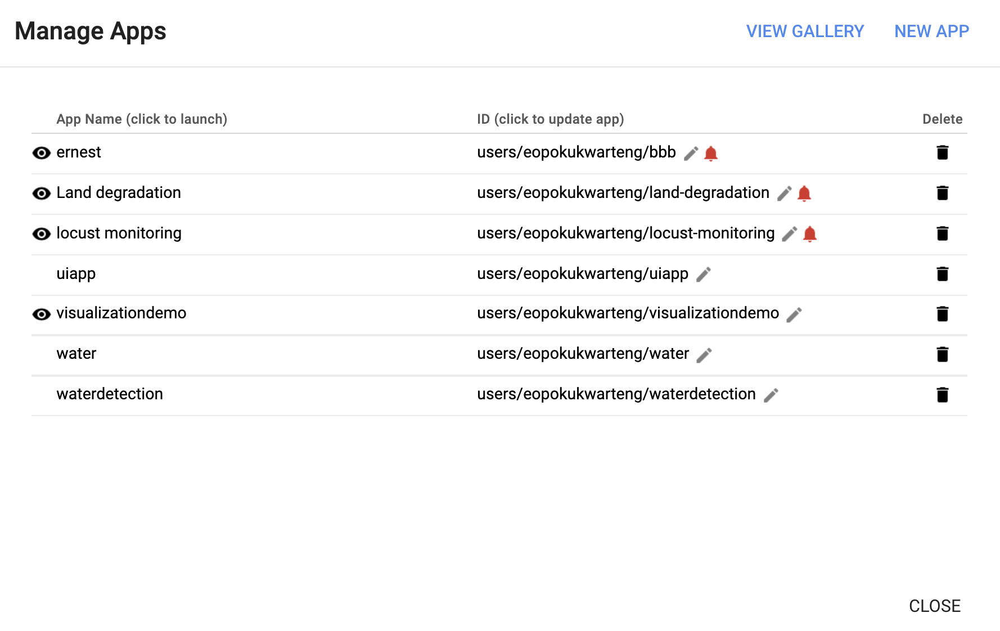 Manage Apps VIEW GALLERY NEW APP
App Name (click to launch) ID (click to update app) Delete
ernest users/eopokukwarteng/bbb
Land degradation users/eopokukwarteng/land-degradation
locust monitoring users/eopokukwarteng/locust-monitoring
uiapp users/eopokukwarteng/uiapp
visualizationdemo users/eopokukwarteng/visualizationdemo
water users/eopokukwarteng/water
waterdetection users/eopokukwarteng/waterdetection
CLOSE